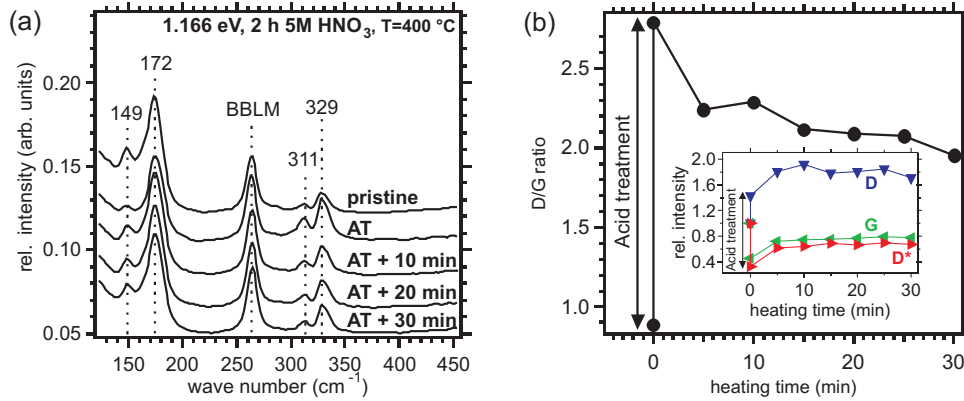 (a)
1.166 eV, 2 h 5M HNO₃, T=400 °C
0.20
0.15
0.10
0.05
rel. intensity (arb. units)
149
172
BBLM
311
329
pristine
AT
AT + 10 min
AT + 20 min
AT + 30 min
150 200 250 300 350 400 450
wave number (cm⁻¹)
(b)
2.5
2.0
1.5
1.0
D/G ratio
Acid treatment
0 10 20 30
heating time (min)
2.0
1.6
1.2
0.8
0.4
rel. intensity
Acid treatment
D
G
D*
0 5 10 15 20 25 30
heating time (min)